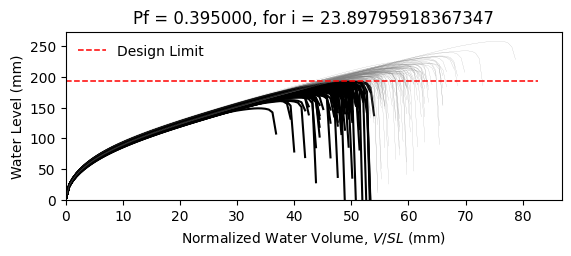 Pf = 0.395000, for i = 23.89795918367347
Design Limit
Water Level (mm)
250
200
150
100
50
0
0 10 20 30 40 50 60 70 80
Normalized Water Volume, V/SL (mm)